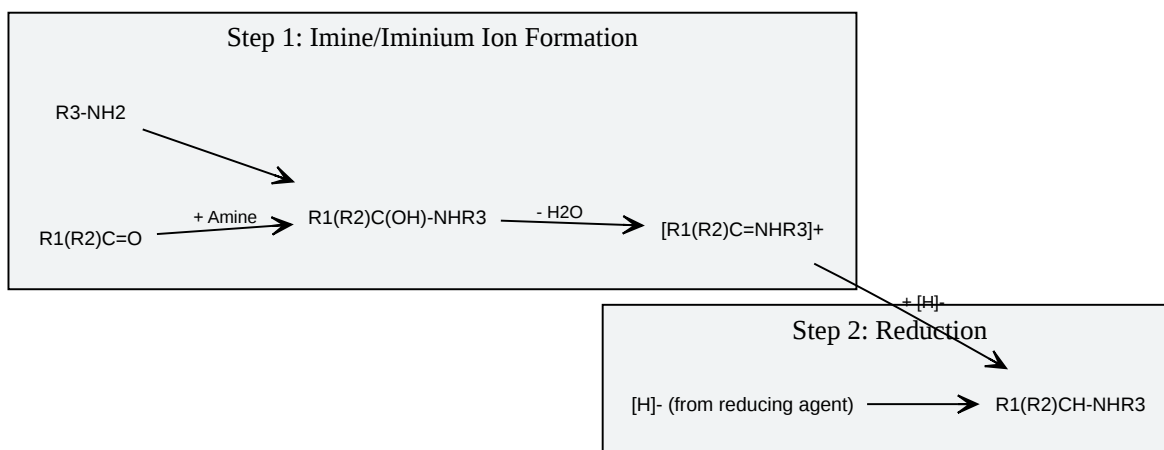 Step 1: Imine/Iminium Ion Formation
R3-NH2
R1(R2)C=O
+ Amine
R1(R2)C(OH)-NHR3
- H2O
[R1(R2)C=NHR3]+
+ [H]-
Step 2: Reduction
[H]- (from reducing agent)
R1(R2)CH-NHR3